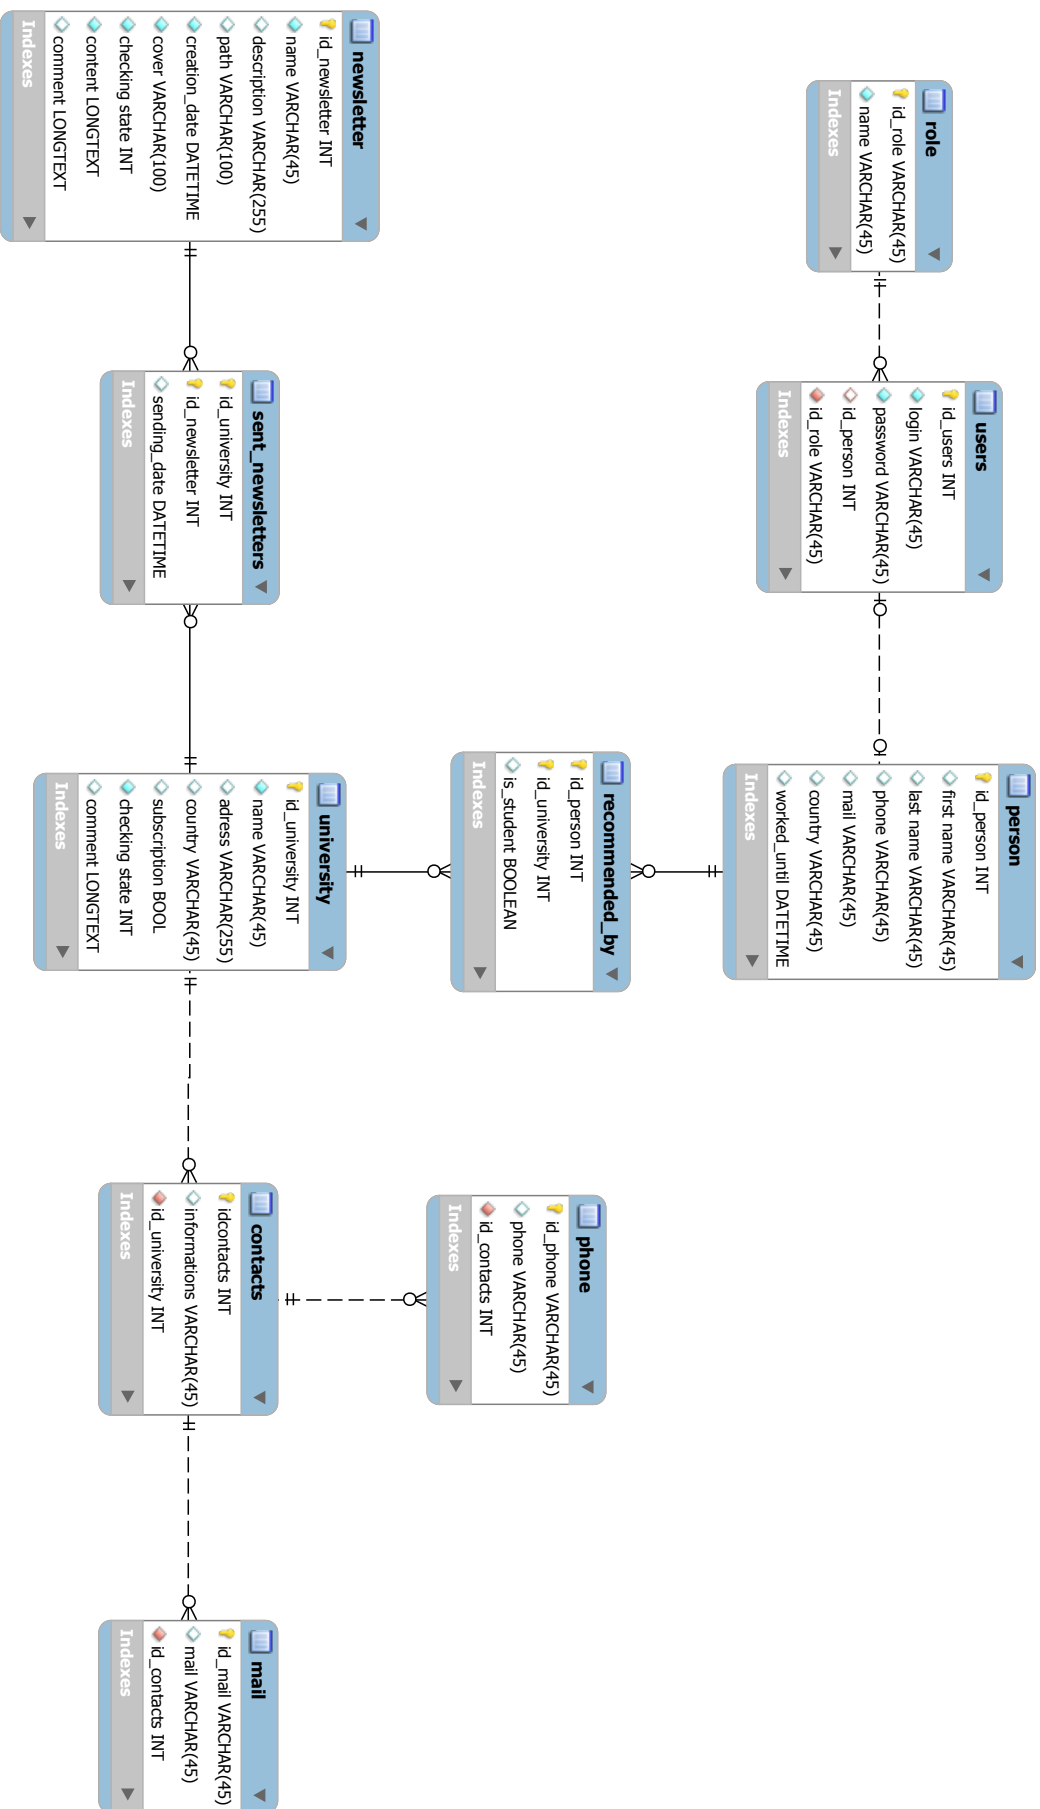 role
id_role VARCHAR(45)
name VARCHAR(45)
Indexes
users
id_users INT
login VARCHAR(45)
password VARCHAR(45)
id_person INT
id_role VARCHAR(45)
Indexes
person
id_person INT
first name VARCHAR(45)
last name VARCHAR(45)
phone VARCHAR(45)
mail VARCHAR(45)
country VARCHAR(45)
worked_until DATETIME
Indexes
recommended_by
id_person INT
id_university INT
is_student BOOLEAN
Indexes
phone
id_phone VARCHAR(45)
phone VARCHAR(45)
id_contacts INT
Indexes
newsletter
id_newsletter INT
name VARCHAR(45)
description VARCHAR(255)
path VARCHAR(100)
creation_date DATETIME
cover VARCHAR(100)
checking state INT
content LONGTEXT
comment LONGTEXT
Indexes
sent_newsletters
id_university INT
id_newsletter INT
sending_date DATETIME
Indexes
university
id_university INT
name VARCHAR(45)
adress VARCHAR(255)
country VARCHAR(45)
subscription BOOL
checking state INT
comment LONGTEXT
Indexes
contacts
idcontacts INT
informations VARCHAR(45)
id_university INT
Indexes
mail
id_mail VARCHAR(45)
mail VARCHAR(45)
id_contacts INT
Indexes